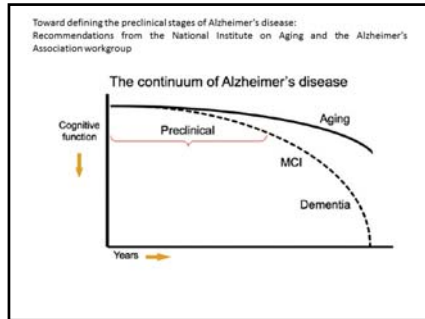 Toward defining the preclinical stages of Alzheimer's disease:
Recommendations from the National Institute on Aging and the Alzheimer's
Association workgroup
The continuum of Alzheimer's disease
Aging
Cognitive
function
Preclinical
MCI
Dementia
Years